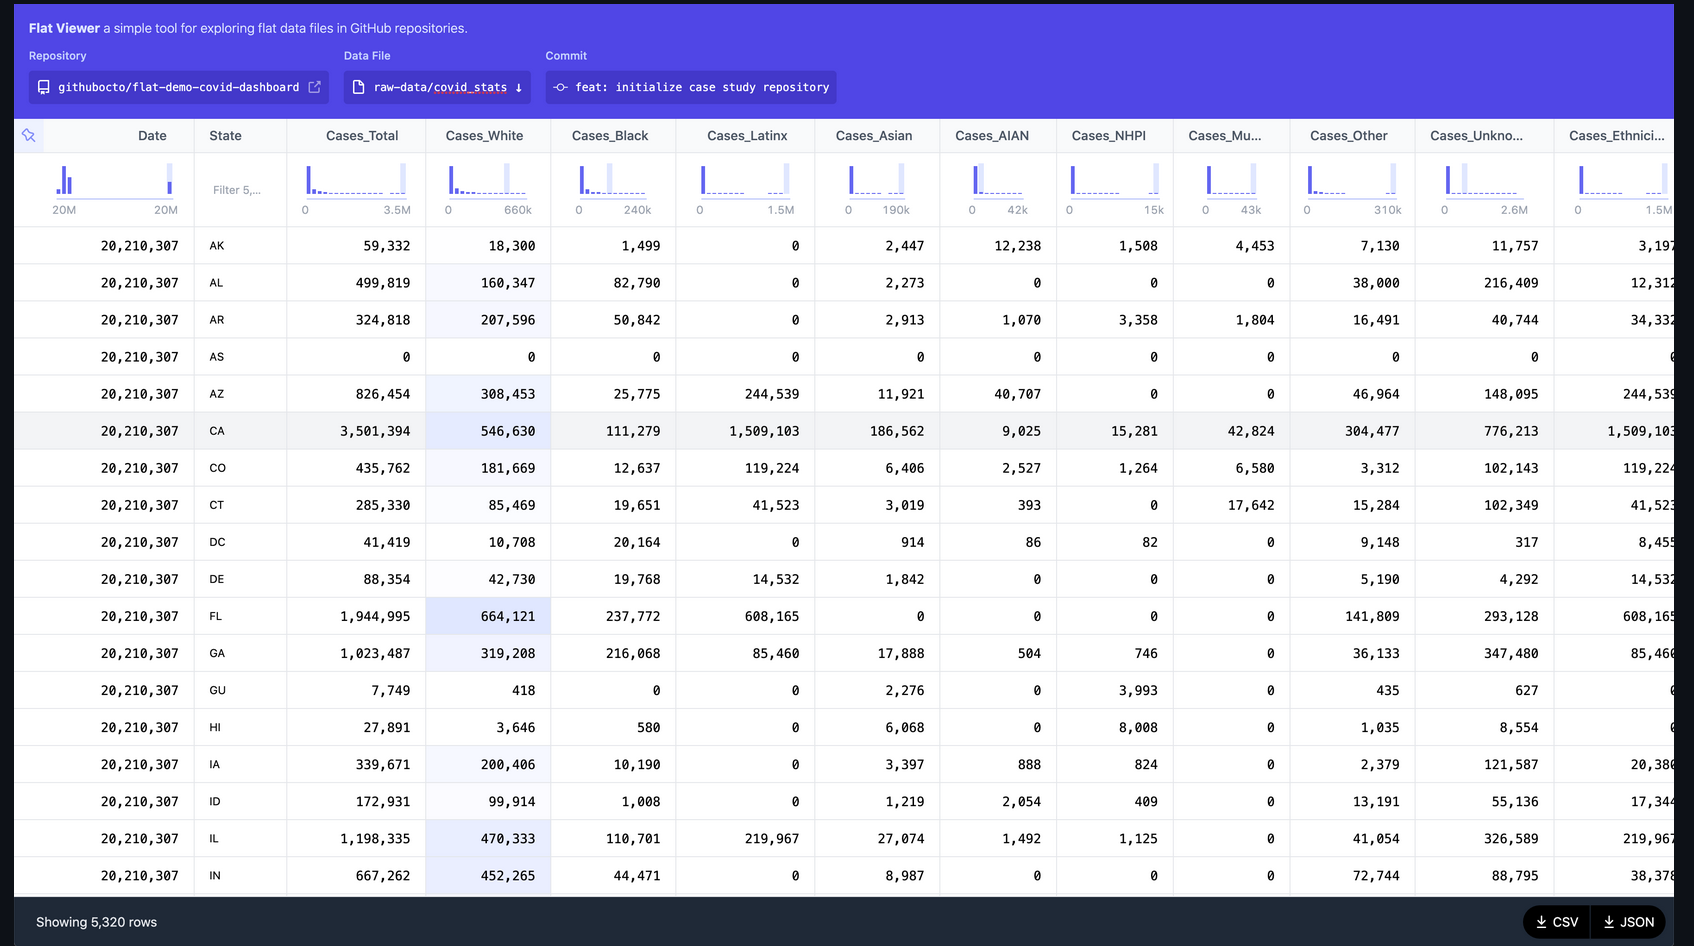 Flat Viewer a simple tool for exploring flat data files in GitHub repositories.
Repository Data File Commit
githubocto/flat-demo-covid-dashboard raw-data/covid_stats ↓ feat: initialize case study repository
Date State Cases_Total Cases_White Cases_Black Cases_Latinx Cases_Asian Cases_AIAN Cases_NHPI Cases_Mu... Cases_Other Cases_Unkno... Cases_Ethnici...
Filter 5,...
20M 20M 0 3.5M 0 660k 0 240k 0 1.5M 0 190k 0 42k 0 15k 0 43k 0 310k 0 2.6M 0 1.5M
20,210,307 AK 59,332 18,300 1,499 0 2,447 12,238 1,508 4,453 7,130 11,757 3,197
20,210,307 AL 499,819 160,347 82,790 0 2,273 0 0 0 38,000 216,409 12,312
20,210,307 AR 324,818 207,596 50,842 0 2,913 1,070 3,358 1,804 16,491 40,744 34,332
20,210,307 AS 0 0 0 0 0 0 0 0 0 0 0
20,210,307 AZ 826,454 308,453 25,775 244,539 11,921 40,707 0 0 46,964 148,095 244,539
20,210,307 CA 3,501,394 546,630 111,279 1,509,103 186,562 9,025 15,281 42,824 304,477 776,213 1,509,103
20,210,307 CO 435,762 181,669 12,637 119,224 6,406 2,527 1,264 6,580 3,312 102,143 119,224
20,210,307 CT 285,330 85,469 19,651 41,523 3,019 393 0 17,642 15,284 102,349 41,523
20,210,307 DC 41,419 10,708 20,164 0 914 86 82 0 9,148 317 8,455
20,210,307 DE 88,354 42,730 19,768 14,532 1,842 0 0 0 5,190 4,292 14,532
20,210,307 FL 1,944,995 664,121 237,772 608,165 0 0 0 0 141,809 293,128 608,165
20,210,307 GA 1,023,487 319,208 216,068 85,460 17,888 504 746 0 36,133 347,480 85,460
20,210,307 GU 7,749 418 0 0 2,276 0 3,993 0 435 627 0
20,210,307 HI 27,891 3,646 580 0 6,068 0 8,008 0 1,035 8,554 0
20,210,307 IA 339,671 200,406 10,190 0 3,397 888 824 0 2,379 121,587 20,380
20,210,307 ID 172,931 99,914 1,008 0 1,219 2,054 409 0 13,191 55,136 17,344
20,210,307 IL 1,198,335 470,333 110,701 219,967 27,074 1,492 1,125 0 41,054 326,589 219,967
20,210,307 IN 667,262 452,265 44,471 0 8,987 0 0 0 72,744 88,795 38,378
Showing 5,320 rows CSV JSON